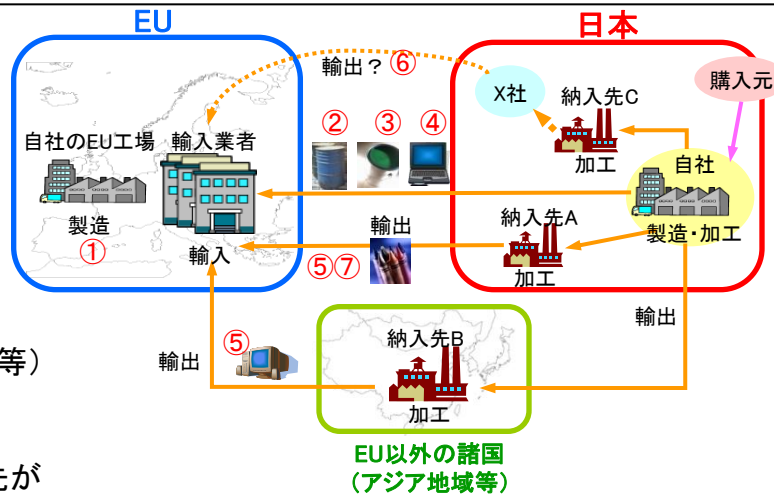 EU
日本
輸出？ ⑥
X社
納入先C
購入元
加工
自社のEU工場
輸入業者
② ③ ④
自社
製造・加工
製造
①
輸入
輸出
⑤⑦
納入先A
加工
輸出
等）
輸出
⑤
納入先B
加工
先が
EU以外の諸国
（アジア地域等）